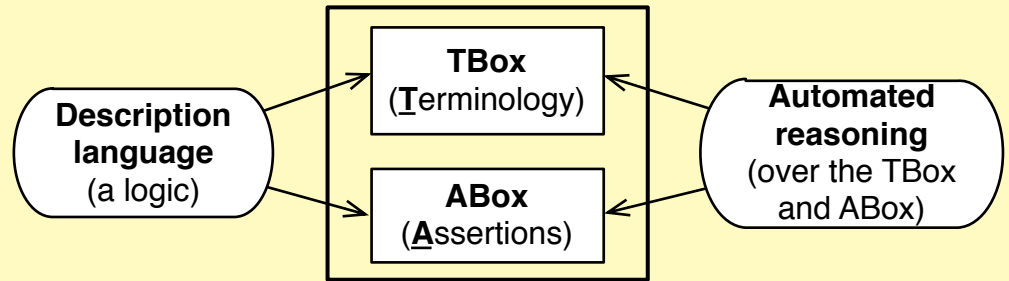 Description
language
(a logic)
TBox
(Terminology)
ABox
(Assertions)
Automated
reasoning
(over the TBox
and ABox)